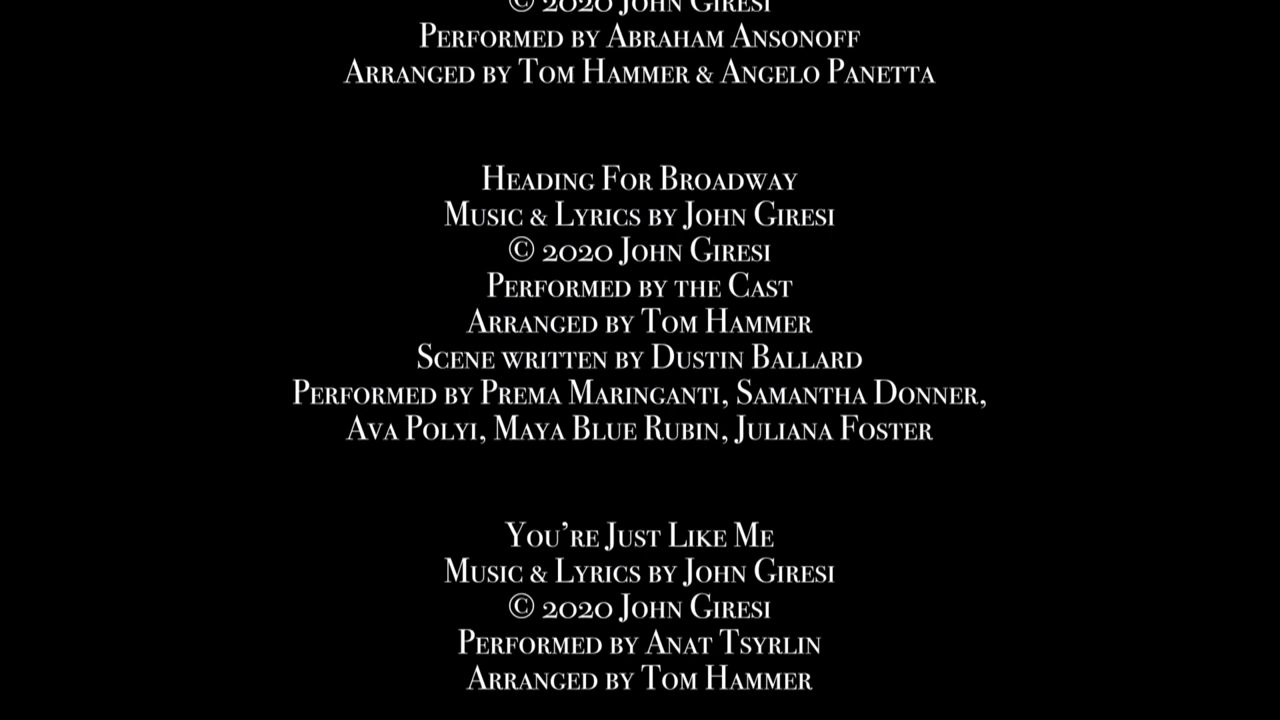 © 2020 John Giresi
Performed by Abraham Ansonoff
Arranged by Tom Hammer & Angelo Panetta
Heading For Broadway
Music & Lyrics by John Giresi
© 2020 John Giresi
Performed by the Cast
Arranged by Tom Hammer
Scene written by Dustin Ballard
Performed by Prema Maringanti, Samantha Donner,
Ava Polyi, Maya Blue Rubin, Juliana Foster
You're Just Like Me
Music & Lyrics by John Giresi
© 2020 John Giresi
Performed by Anat Tsyrlin
Arranged by Tom Hammer